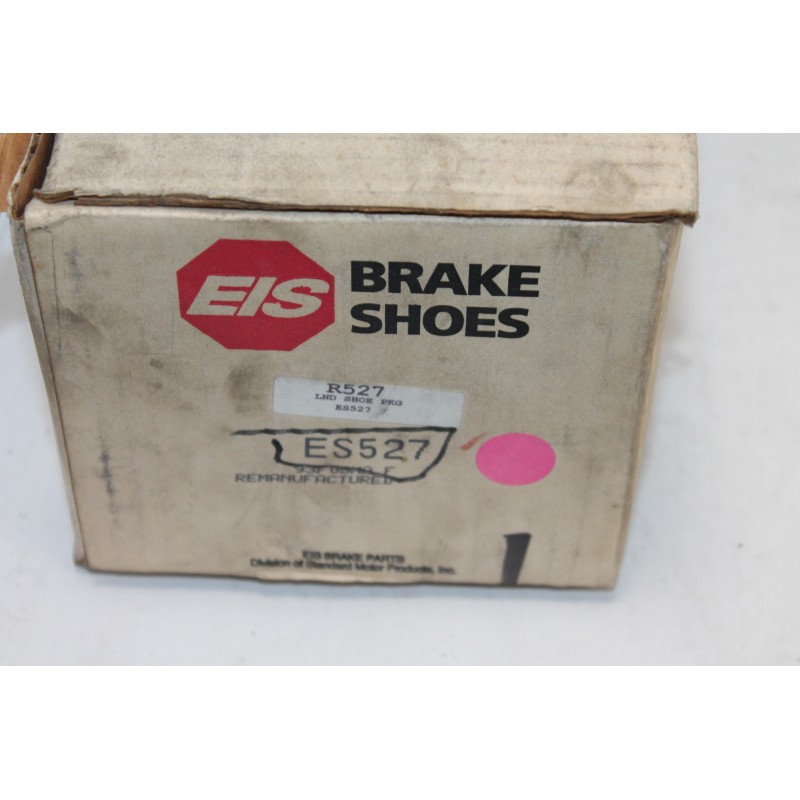 EIS
BRAKE
SHOES
R527
LND SHOE PKG
ES527
ES527
REMANUFACTURED
EIS BRAKE PARTS
Division of Standard Motor Products, Inc.